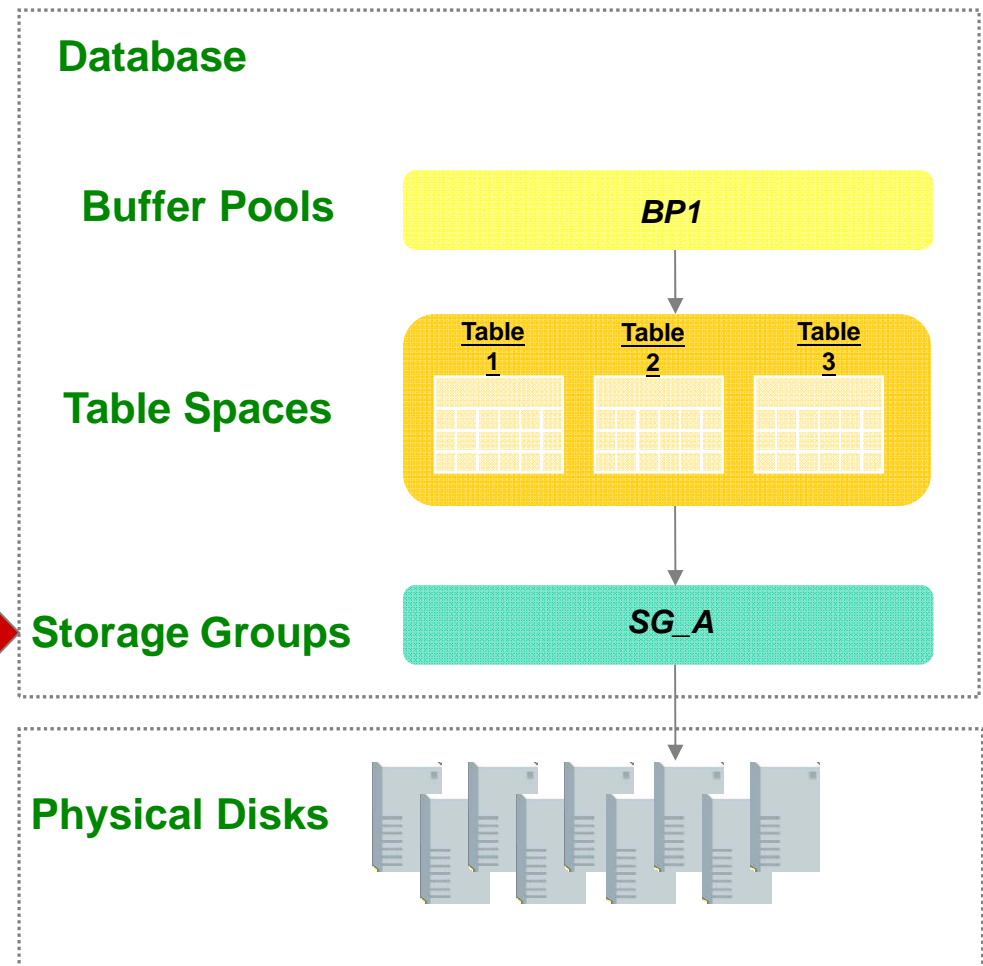 Database
Buffer Pools
BP1
Table Spaces
Table
1
Table
2
Table
3
Storage Groups
SG_A
Physical Disks